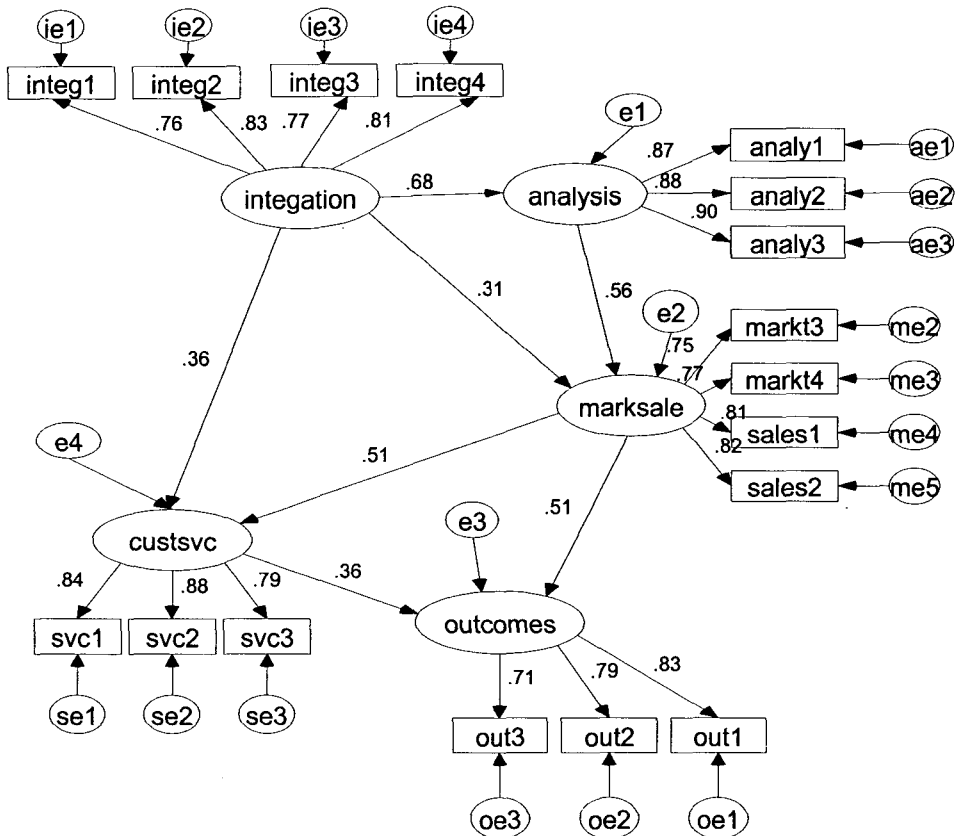 ie1 ie2 ie3 ie4
integ1 integ2 integ3 integ4
.76 .83 .77 .81
e1
.87 analy1 ae1
integation .68 analysis .88 analy2 ae2
.90 analy3 ae3
.31 .56 e2
.75 markt3 me2
.36 .77 markt4 me3
marksale .81 sales1 me4
e4 .51 .82 sales2 me5
e3 .51
custsvc
.84 .88 .79 .36
svc1 svc2 svc3 outcomes
.71 .79 .83
se1 se2 se3
out3 out2 out1
oe3 oe2 oe1